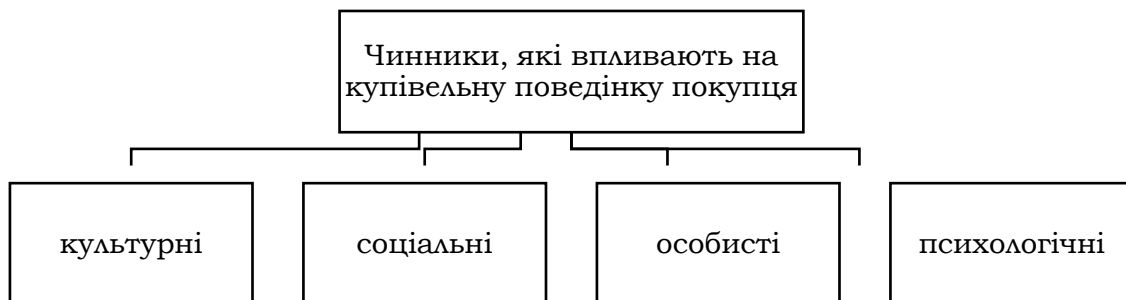 Чинники, які впливають на
купівельну поведінку покупця
культурні
соціальні
особисті
психологічні